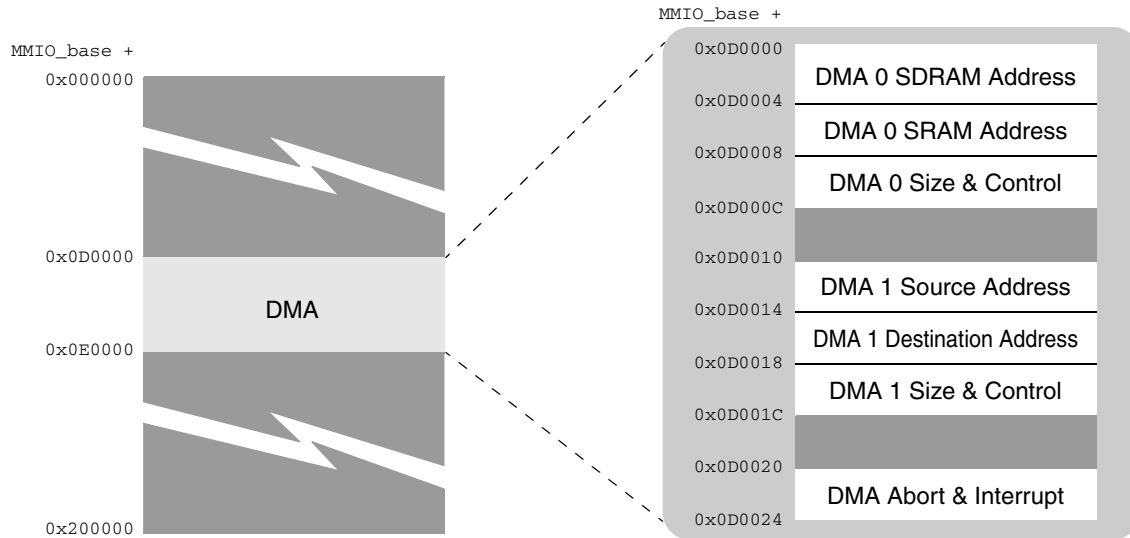 MMIO_base +
0x000000
0x0D0000
DMA
0x0E0000
0x200000
MMIO_base +
0x0D0000
DMA 0 SDRAM Address
0x0D0004
DMA 0 SRAM Address
0x0D0008
DMA 0 Size & Control
0x0D000C
0x0D0010
DMA 1 Source Address
0x0D0014
DMA 1 Destination Address
0x0D0018
DMA 1 Size & Control
0x0D001C
0x0D0020
DMA Abort & Interrupt
0x0D0024